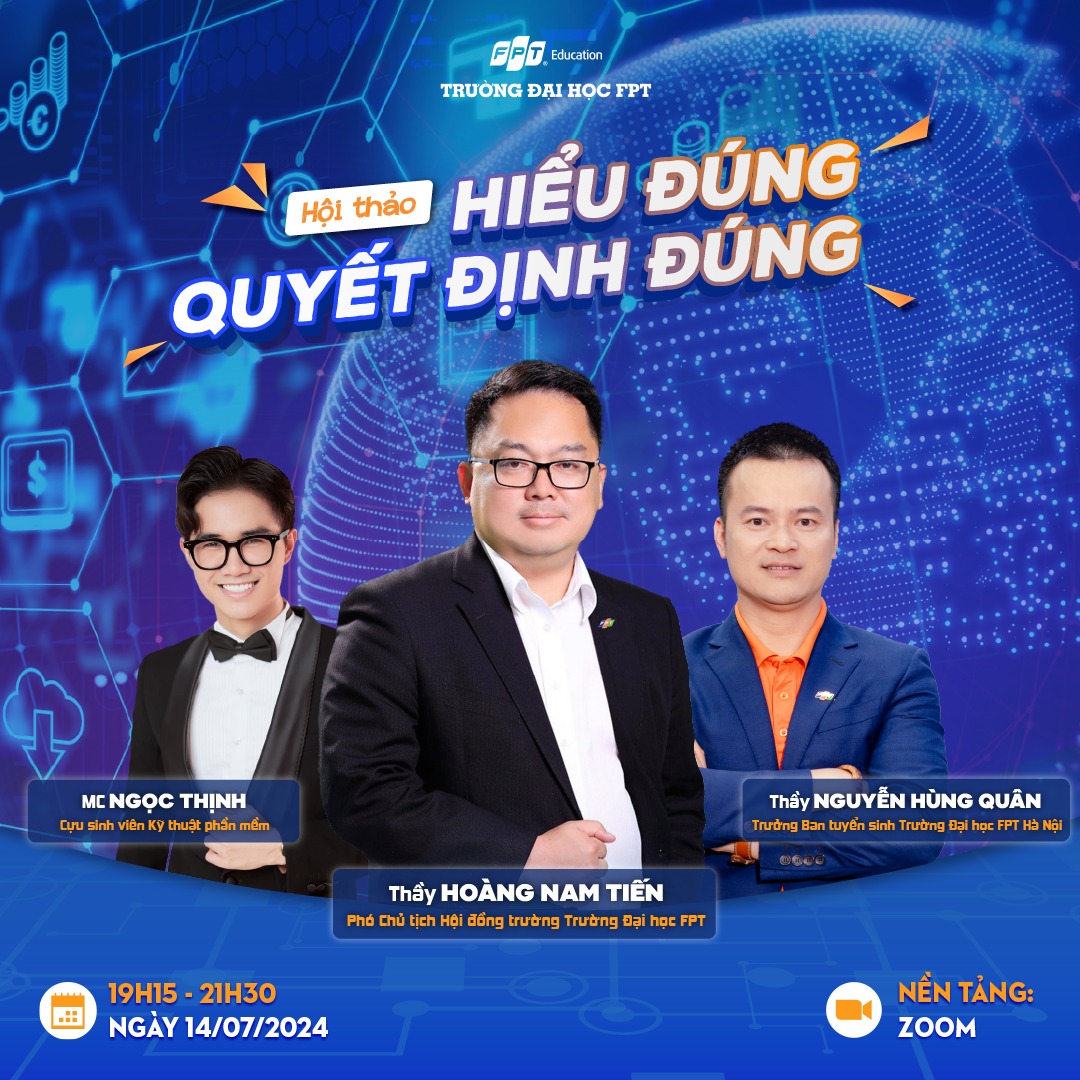 FPT Education
TRƯỜNG ĐẠI HỌC FPT
Hội thảo HIỂU ĐÚNG
QUYẾT ĐỊNH ĐÚNG
MC NGỌC THỊNH
Cựu sinh viên Kỹ thuật phần mềm
Thầy NGUYỄN HÙNG QUÂN
Trưởng Ban tuyển sinh Trường Đại học FPT Hà Nội
Thầy HOÀNG NAM TIẾN
Phó Chủ tịch Hội đồng trường Trường Đại học FPT
19H15 - 21H30
NGÀY 14/07/2024
NỀN TẢNG:
ZOOM